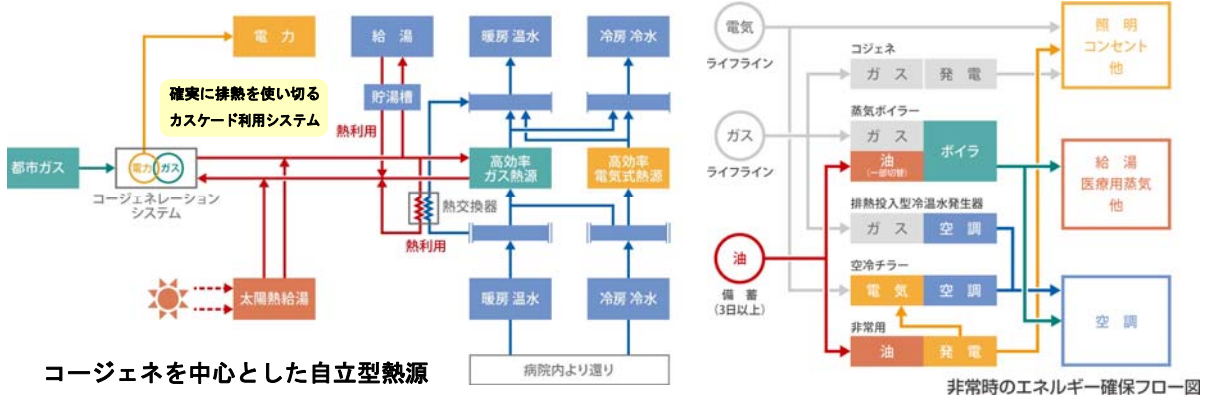 電 力
給 湯
暖房 温水
冷房 冷水
確実に排熱を使い切る
カスケード利用システム
貯湯槽
熱利用
都市ガス
電力
ガス
コージェネレーション
システム
高効率
ガス熱源
高効率
電気式熱源
熱交換器
熱利用
太陽熱給湯
暖房 温水
冷房 冷水
病院内より還り
コージェネを中心とした自立型熱源
電気
ライフライン
ガス
ライフライン
油
備 蓄
(3日以上)
コジェネ
ガ ス
発 電
蒸気ボイラー
ガ ス
油
(一部切替)
ボイラ
排熱投入型冷温水発生器
ガ ス
空 調
空冷チラー
電 気
空 調
非常用
油
発 電
照 明
コンセント
他
給 湯
医療用蒸気
他
空 調
非常時のエネルギー確保フロー図